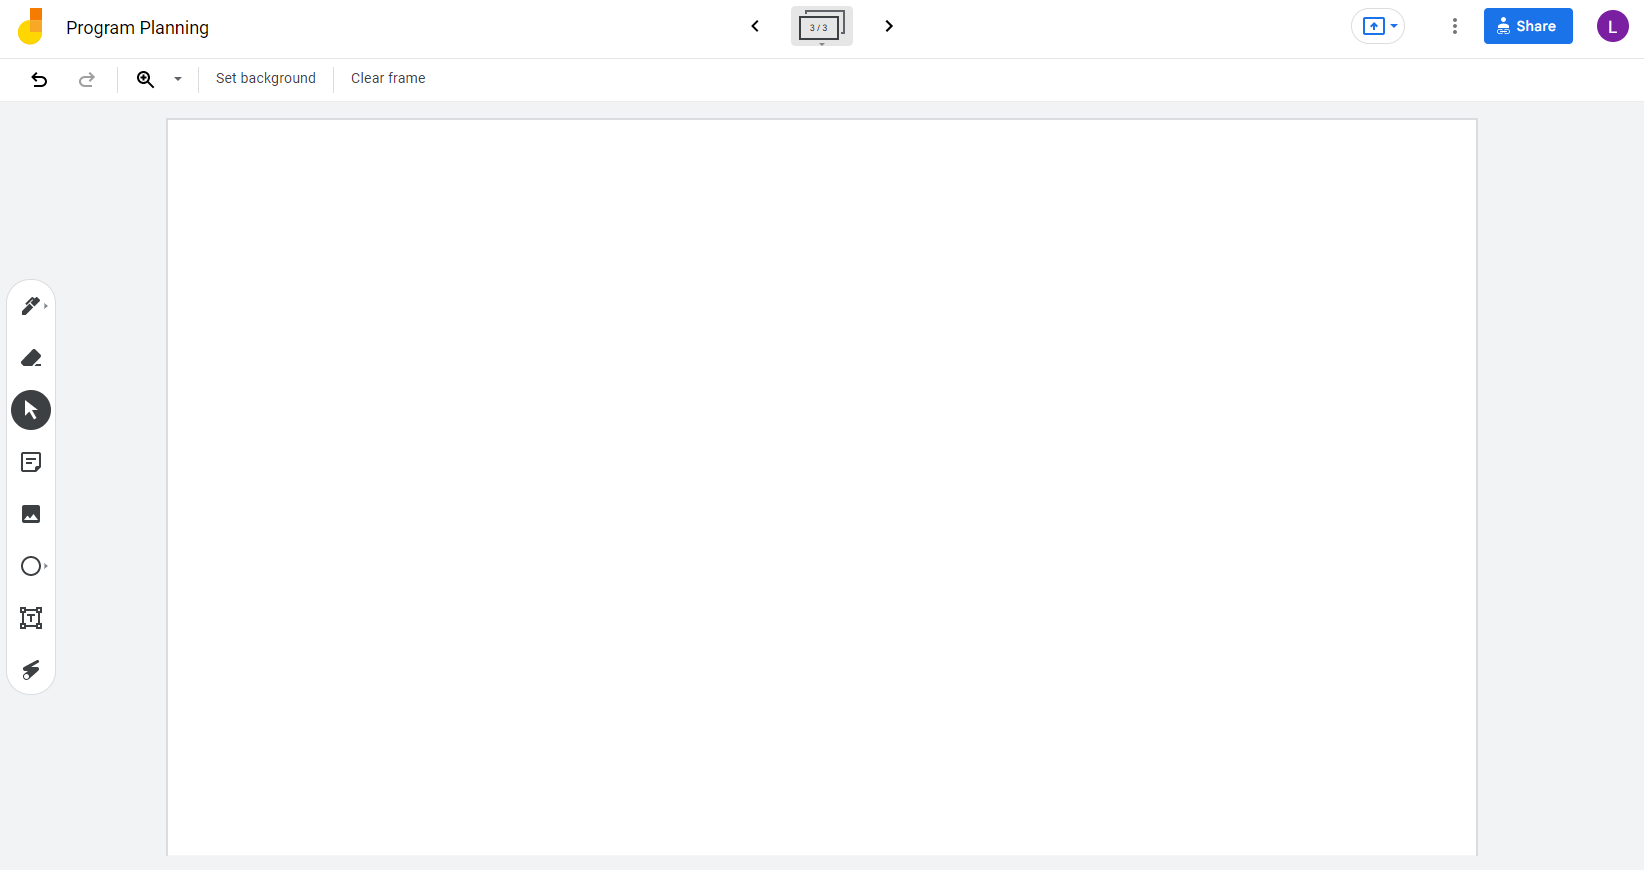 Program Planning
3 / 3
Share
L
Set background
Clear frame